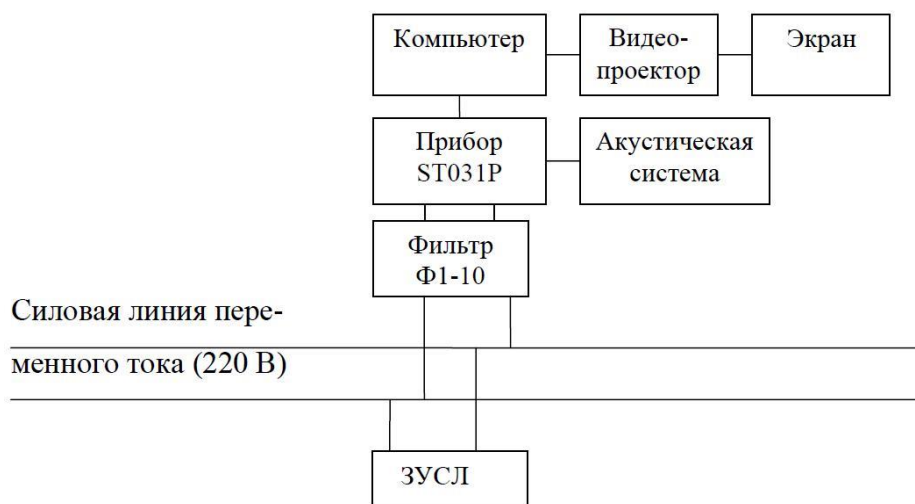 Компьютер
Видео-
проектор
Экран
Прибор
ST031P
Акустическая
система
Фильтр
Ф1-10
Силовая линия пере-
менного тока (220 В)
ЗУСЛ